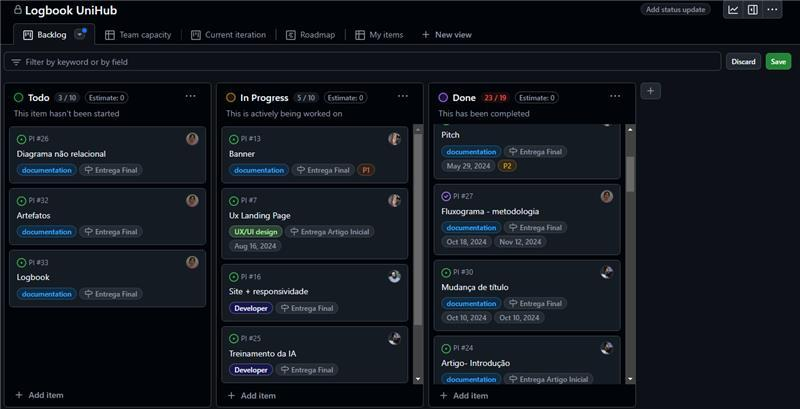 Logbook UniHub
Add status update
Backlog
Team capacity
Current iteration
Roadmap
My items
New view
Filter by keyword or by field
Discard
Save
Todo 3 / 10 Estimate: 0
This item hasn't been started
PI #26
Diagrama não relacional
documentation Entrega Final
PI #32
Artefatos
documentation Entrega Final
PI #33
Logbook
documentation Entrega Final
Add item
In Progress 5 / 10 Estimate: 0
This is actively being worked on
PI #13
Banner
documentation Entrega Final P1
PI #7
Ux Landing Page
UX/UI design Entrega Artigo Inicial
Aug 16, 2024
PI #16
Site + responsividade
Developer Entrega Final
PI #25
Treinamento da IA
Developer Entrega Final
Add item
Done 23 / 19 Estimate: 0
This has been completed
Pitch
documentation Entrega Final
May 29, 2024 P2
PI #27
Fluxograma - metodologia
documentation Entrega Final
Oct 18, 2024 Nov 12, 2024
PI #30
Mudança de título
documentation Entrega Final
Oct 10, 2024 Oct 10, 2024
PI #24
Artigo- Introdução
documentation Entrega Artigo Inicial
Add item